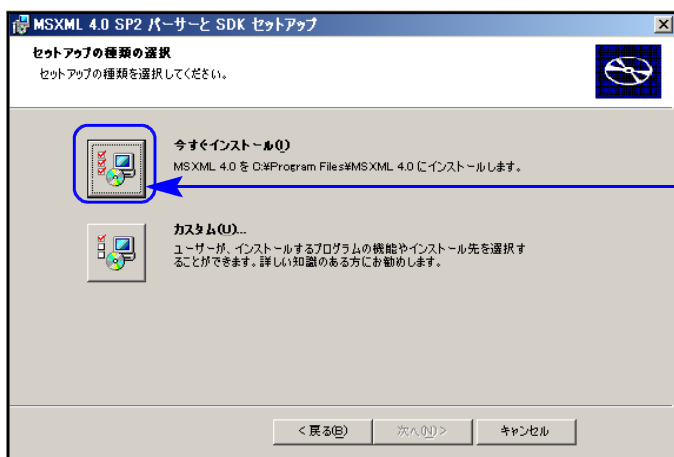 MSXML 4.0 SP2 パーサーと SDK セットアップ
セットアップの種類の選択
セットアップの種類を選択してください。
今すぐインストール(I)
MSXML 4.0 を C:¥Program Files¥MSXML 4.0 にインストールします。
カスタム(U)...
ユーザーが、インストールするプログラムの機能やインストール先を選択す
ることができます。詳しい知識のある方にお勧めします。
< 戻る(B)
次へ(N) >
キャンセル